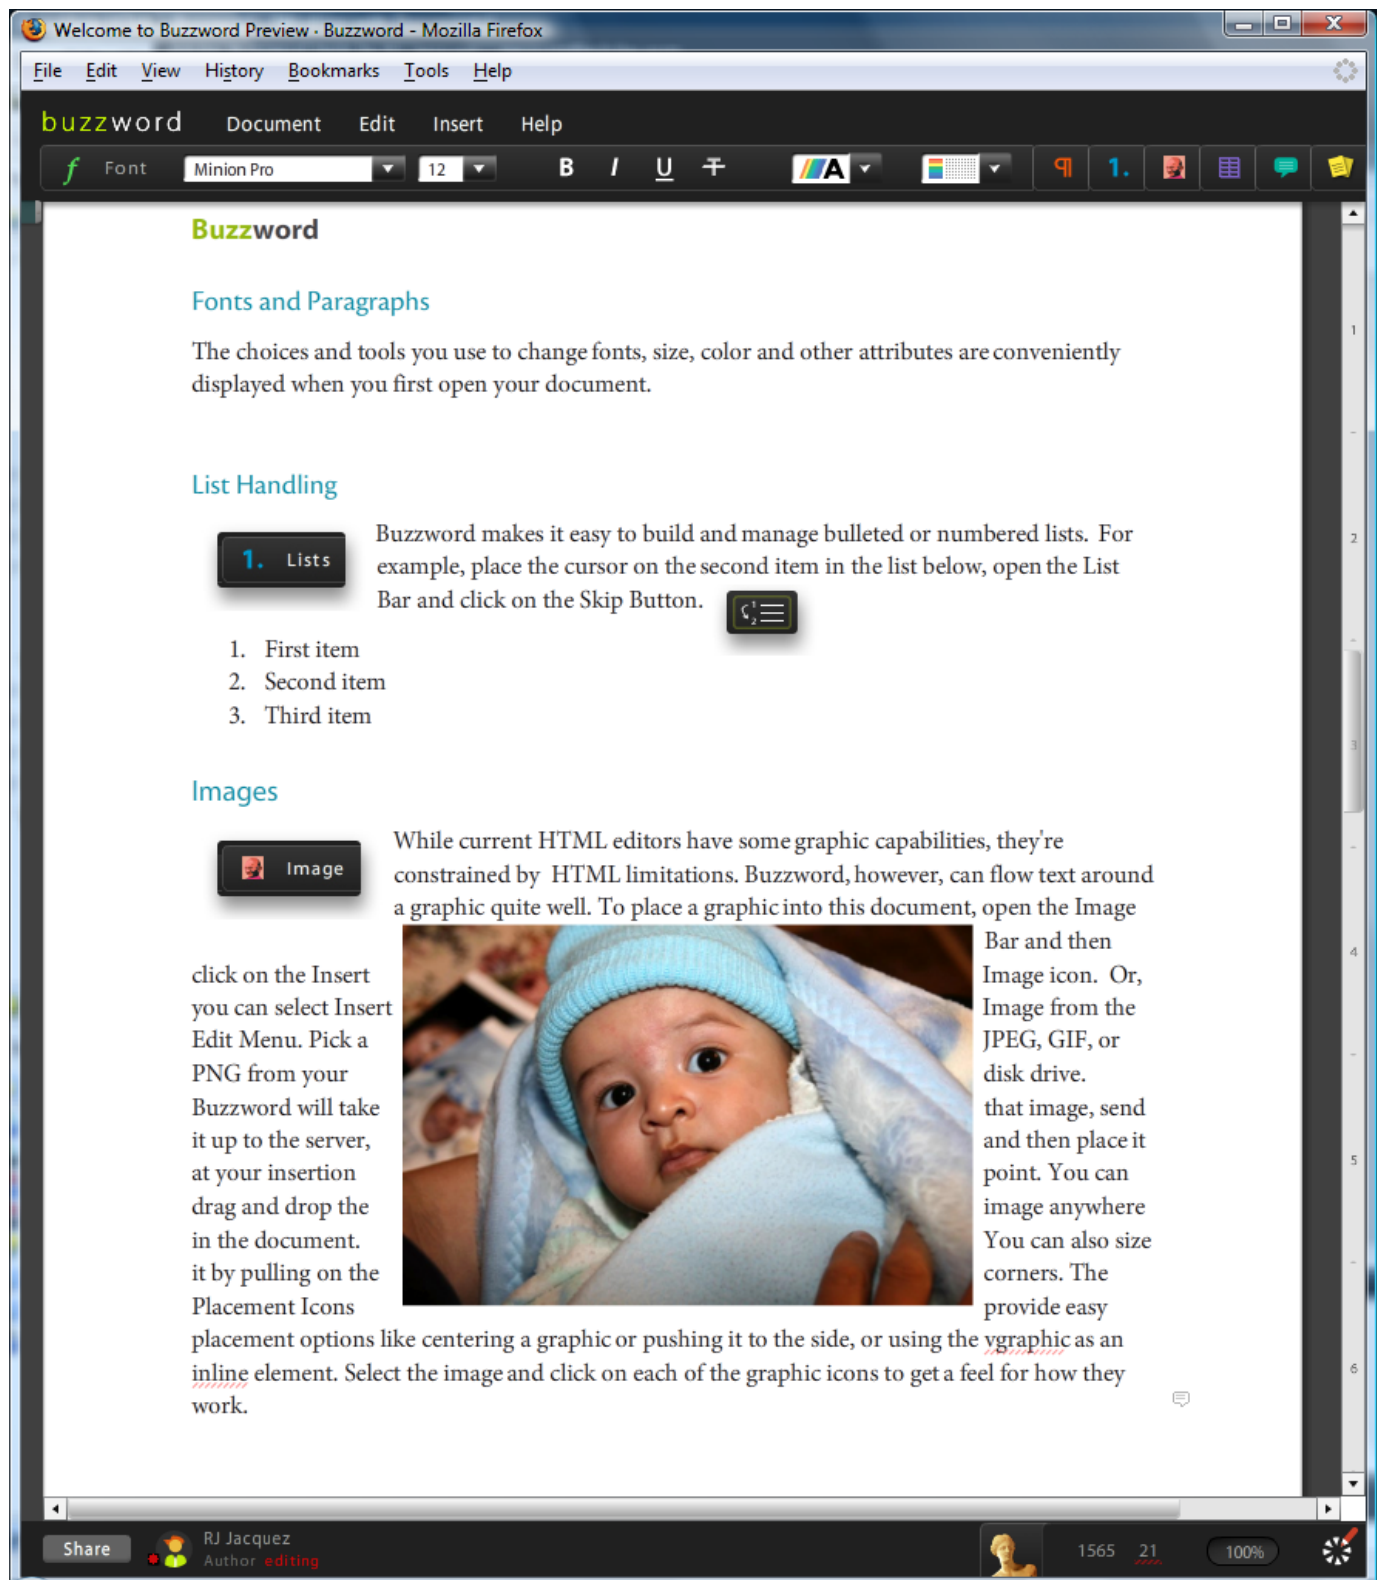 Welcome to Buzzword Preview · Buzzword - Mozilla Firefox
File Edit View History Bookmarks Tools Help
buzzword Document Edit Insert Help
f Font Minion Pro 12 B I U T A ¶ 1.
Buzzword
Fonts and Paragraphs
The choices and tools you use to change fonts, size, color and other attributes are conveniently
displayed when you first open your document.
List Handling
1. Lists
Buzzword makes it easy to build and manage bulleted or numbered lists. For
example, place the cursor on the second item in the list below, open the List
Bar and click on the Skip Button.
1. First item
2. Second item
3. Third item
Images
Image
While current HTML editors have some graphic capabilities, they're
constrained by HTML limitations. Buzzword, however, can flow text around
a graphic quite well. To place a graphic into this document, open the Image
Bar and then
click on the Insert Image icon. Or,
you can select Insert Image from the
Edit Menu. Pick a JPEG, GIF, or
PNG from your disk drive.
Buzzword will take that image, send
it up to the server, and then place it
at your insertion point. You can
drag and drop the image anywhere
in the document. You can also size
it by pulling on the corners. The
Placement Icons provide easy
placement options like centering a graphic or pushing it to the side, or using the vgraphic as an
inline element. Select the image and click on each of the graphic icons to get a feel for how they
work.
1
2
3
4
5
6
Share RJ Jacquez
Author editing
1565 21 100%